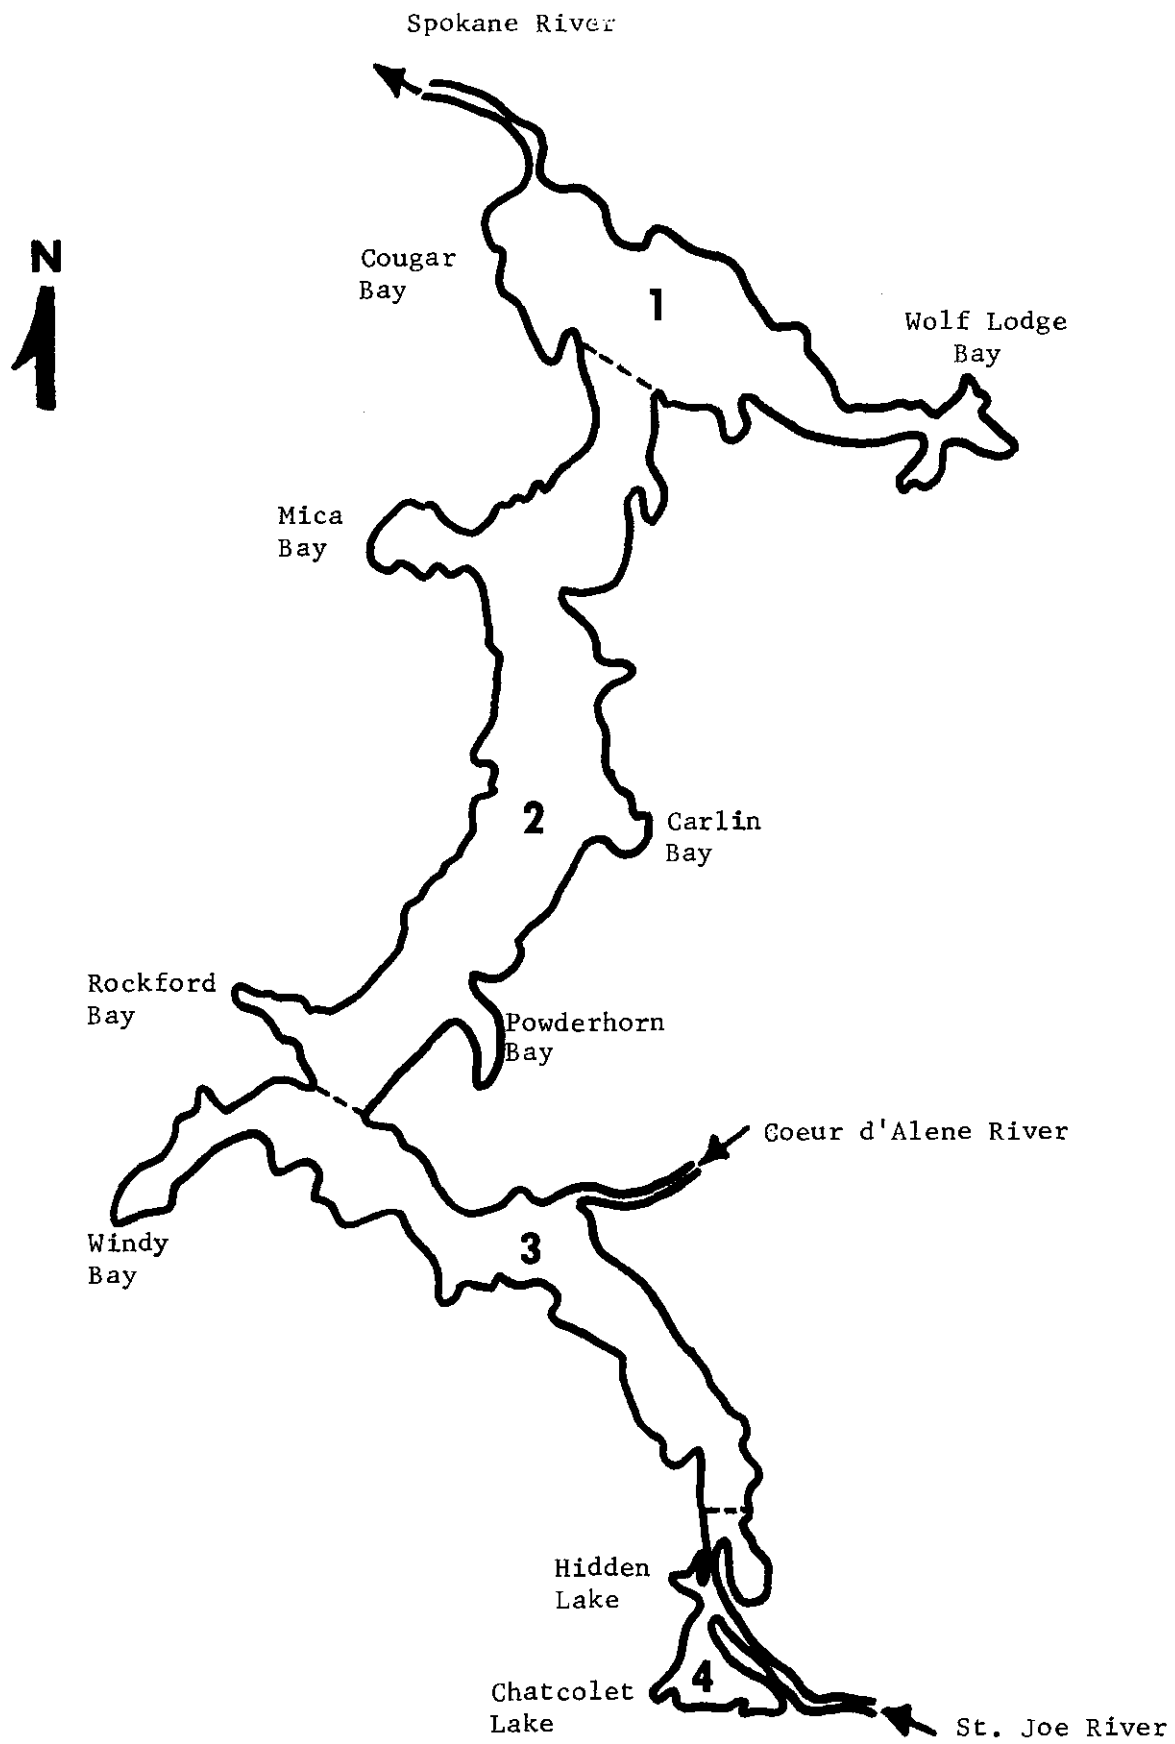 Spokane River
N
Cougar
Bay
1
Wolf Lodge
Bay
Mica
Bay
2
Carlin
Bay
Rockford
Bay
Powderhorn
Bay
Coeur d'Alene River
Windy
Bay
3
Hidden
Lake
4
Chatcolet
Lake
St. Joe River